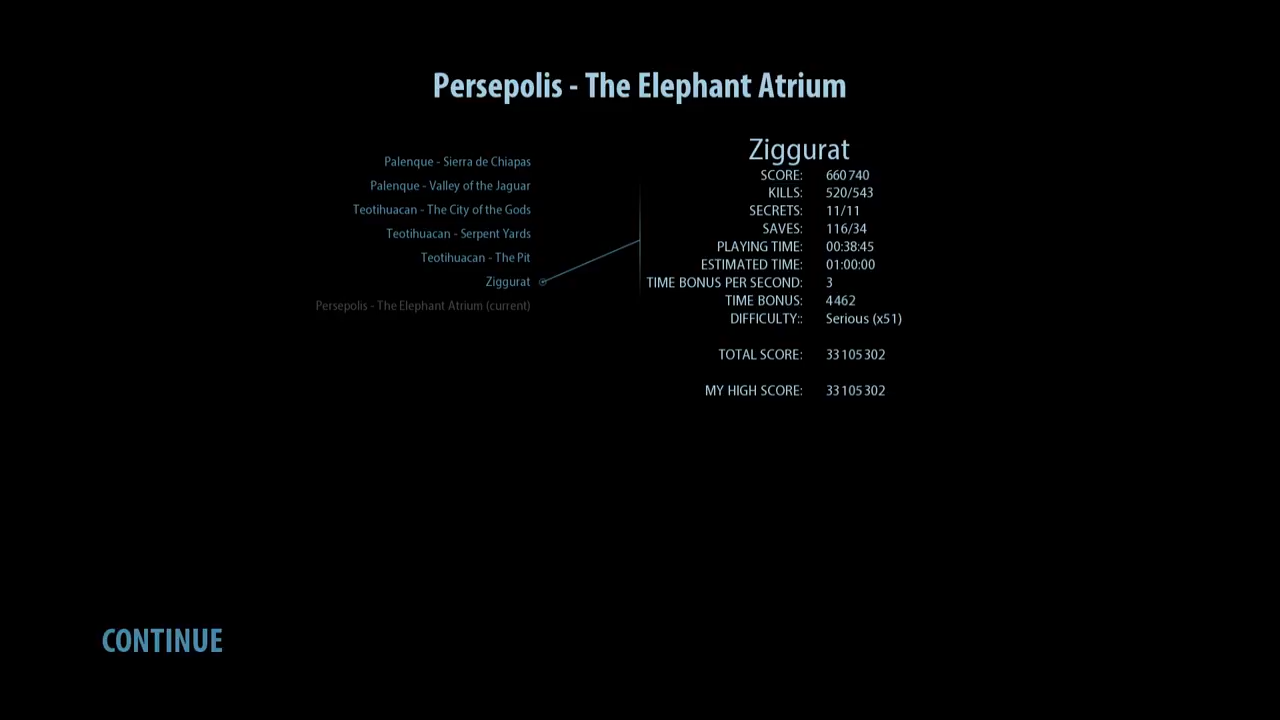 Persepolis - The Elephant Atrium
Palenque - Sierra de Chiapas
Palenque - Valley of the Jaguar
Teotihuacan - The City of the Gods
Teotihuacan - Serpent Yards
Teotihuacan - The Pit
Ziggurat
Persepolis - The Elephant Atrium (current)
Ziggurat
SCORE: 660 740
KILLS: 520/543
SECRETS: 11/11
SAVES: 116/34
PLAYING TIME: 00:38:45
ESTIMATED TIME: 01:00:00
TIME BONUS PER SECOND: 3
TIME BONUS: 4462
DIFFICULTY:: Serious (x51)
TOTAL SCORE: 33 105 302
MY HIGH SCORE: 33 105 302
CONTINUE